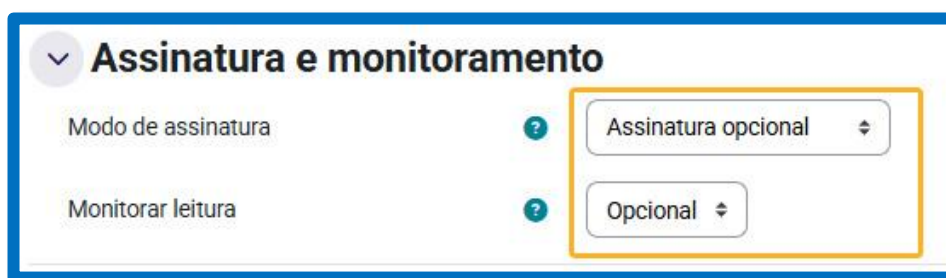 Assinatura e monitoramento
Modo de assinatura ? Assinatura opcional
Monitorar leitura ? Opcional